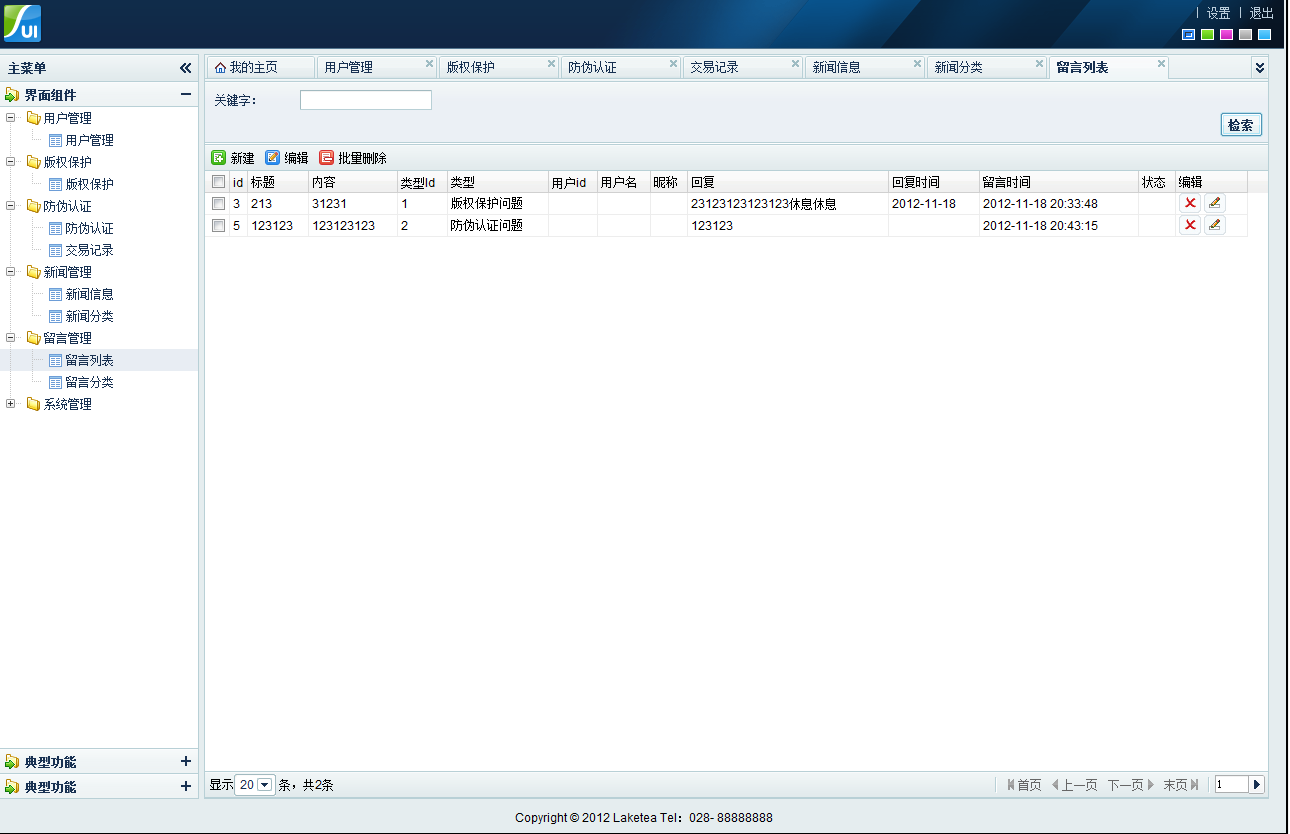 UI
设置 退出
主菜单
界面组件
用户管理
用户管理
版权保护
版权保护
防伪认证
防伪认证
交易记录
新闻管理
新闻信息
新闻分类
留言管理
留言列表
留言分类
系统管理
典型功能
典型功能
我的主页 用户管理 版权保护 防伪认证 交易记录 新闻信息 新闻分类 留言列表
关键字：
检索
新建 编辑 批量删除
id 标题 内容 类型Id 类型 用户id 用户名 昵称 回复 回复时间 留言时间 状态 编辑
3 213 31231 1 版权保护问题 23123123123123休息休息 2012-11-18 2012-11-18 20:33:48
5 123123 123123123 2 防伪认证问题 123123 2012-11-18 20:43:15
显示 20 条，共2条 首页 上一页 下一页 末页 1
Copyright © 2012 Laketea Tel：028- 88888888